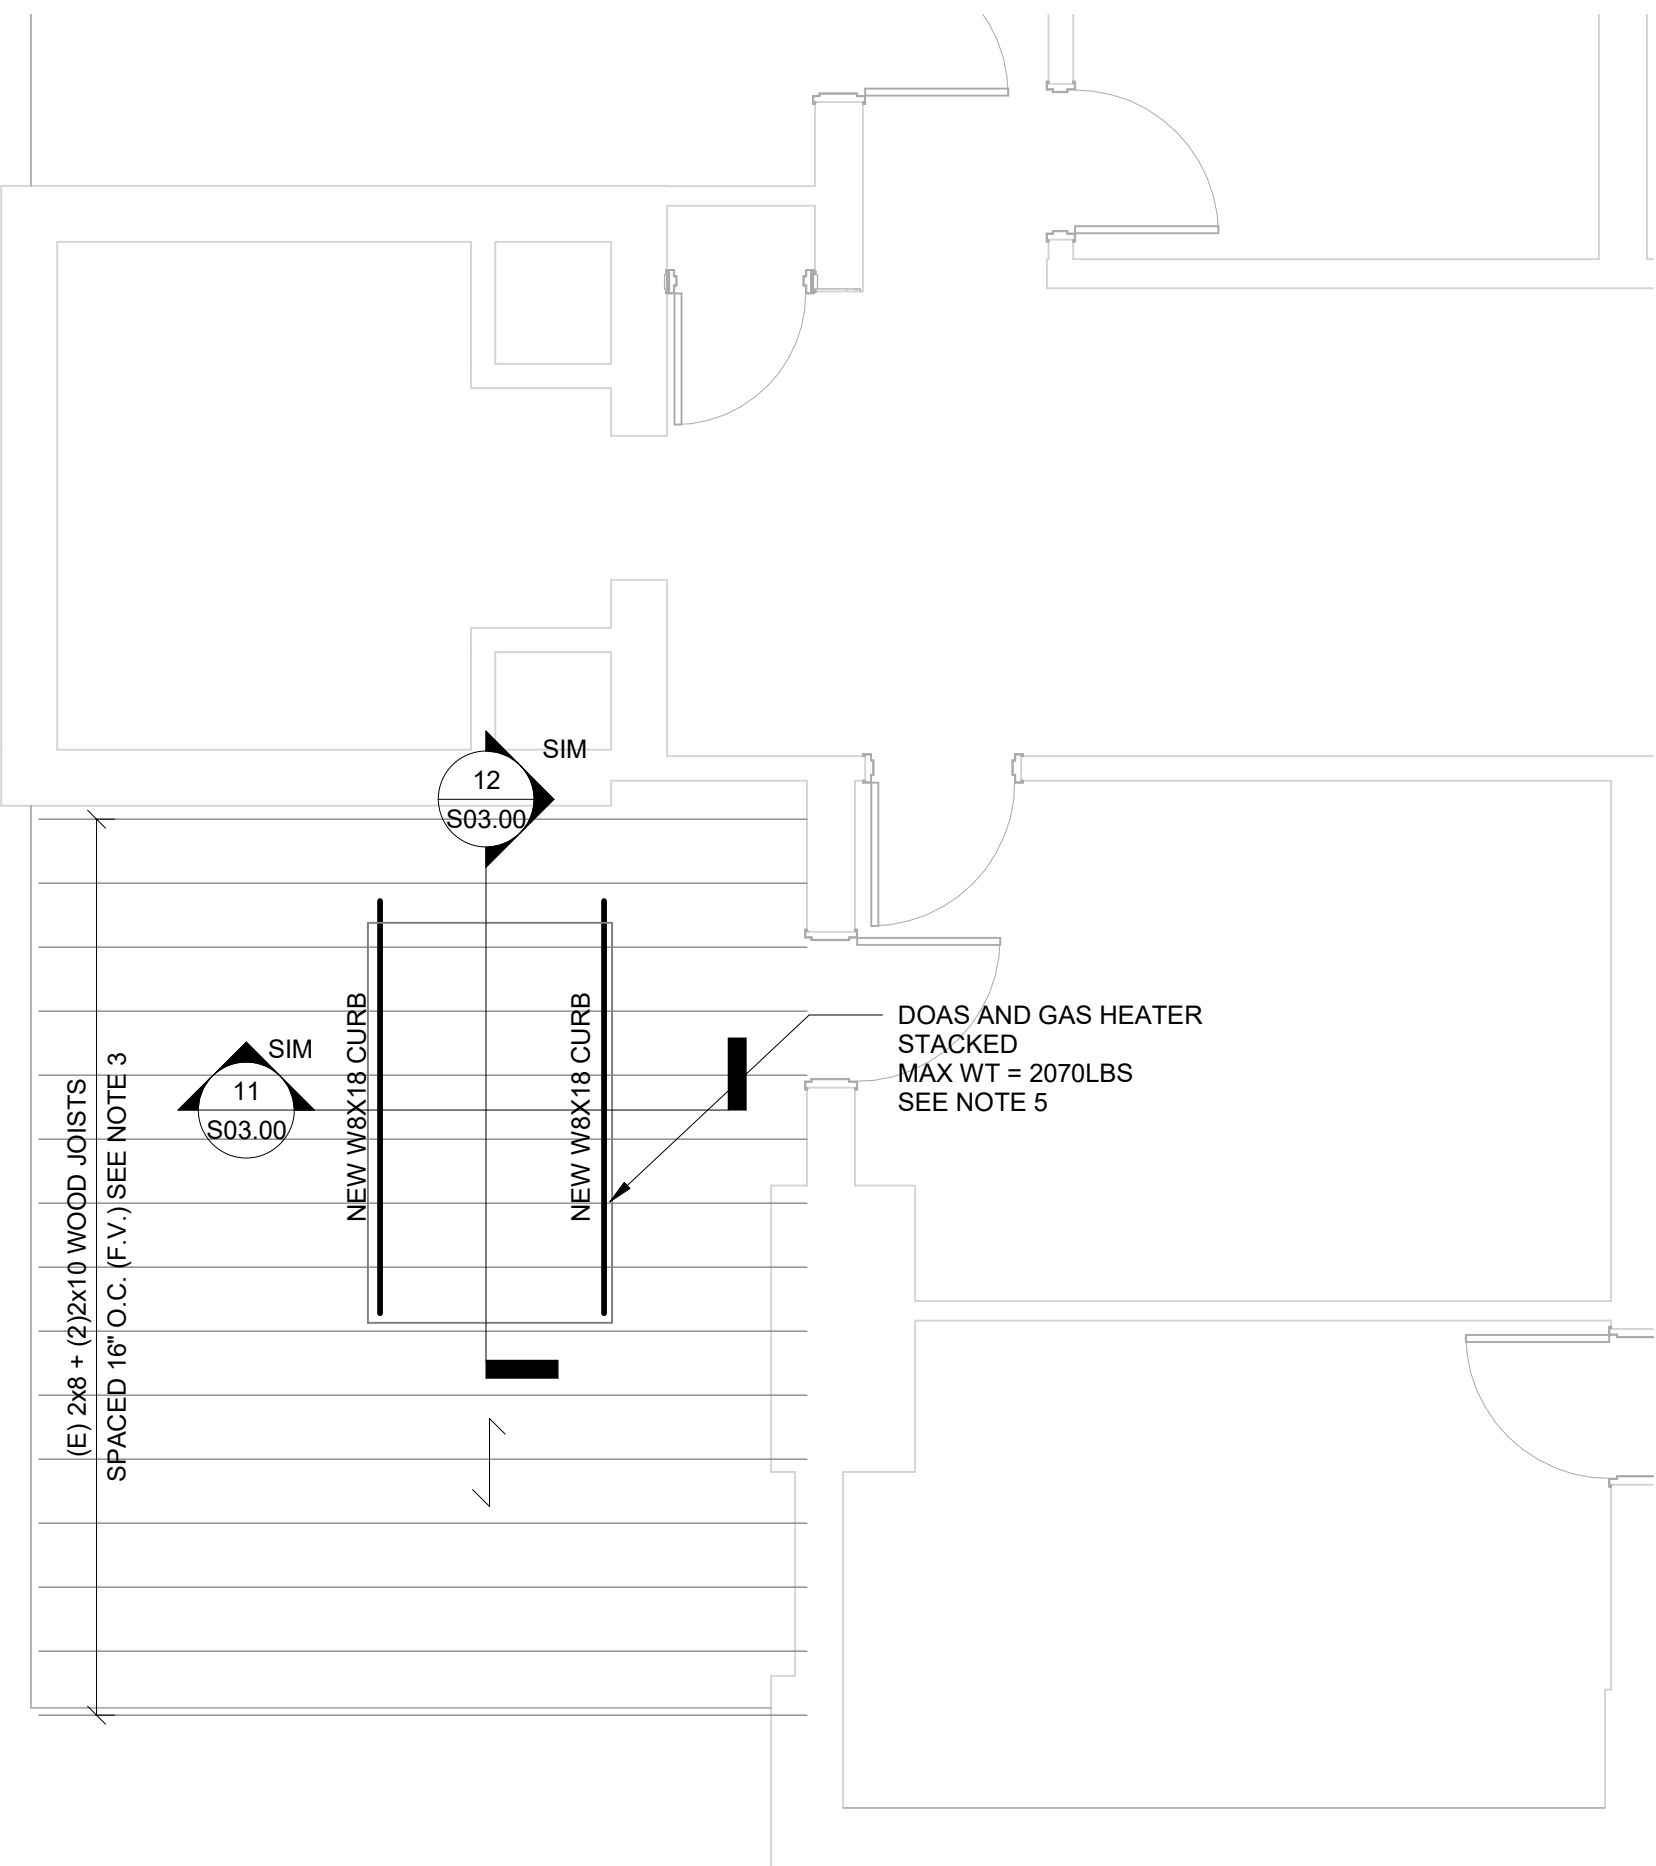 SIM
12
S03.00
SIM
11
S03.00
NEW W8X18 CURB
NEW W8X18 CURB
DOAS AND GAS HEATER
STACKED
MAX WT = 2070LBS
SEE NOTE 5
(E) 2x8 + (2)2x10 WOOD JOISTS
SPACED 16" O.C. (F.V.) SEE NOTE 3